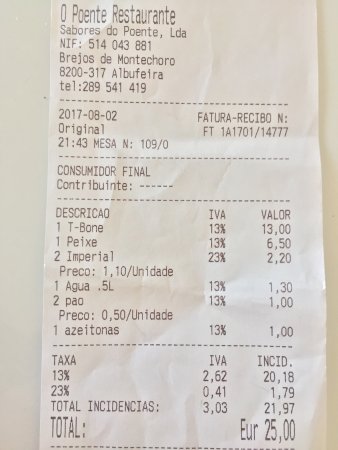 O Poente Restaurante
Sabores do Poente, Lda
NIF: 514 043 881
Brejos de Montechoro
8200-317 Albufeira
tel:289 541 419
2017-08-02 FATURA-RECIBO N:
Original FT 1A1701/14777
21:43 MESA N: 109/0
CONSUMIDOR FINAL
Contribuinte: ------
DESCRICAO IVA VALOR
1 T-Bone 13% 13,00
1 Peixe 13% 6,50
2 Imperial 23% 2,20
Preco: 1,10/Unidade
1 Agua .5L 13% 1,30
2 pao 13% 1,00
Preco: 0,50/Unidade
1 azeitonas 13% 1,00
TAXA IVA INCID.
13% 2,62 20,18
23% 0,41 1,79
TOTAL INCIDENCIAS: 3,03 21,97
TOTAL: Eur 25,00